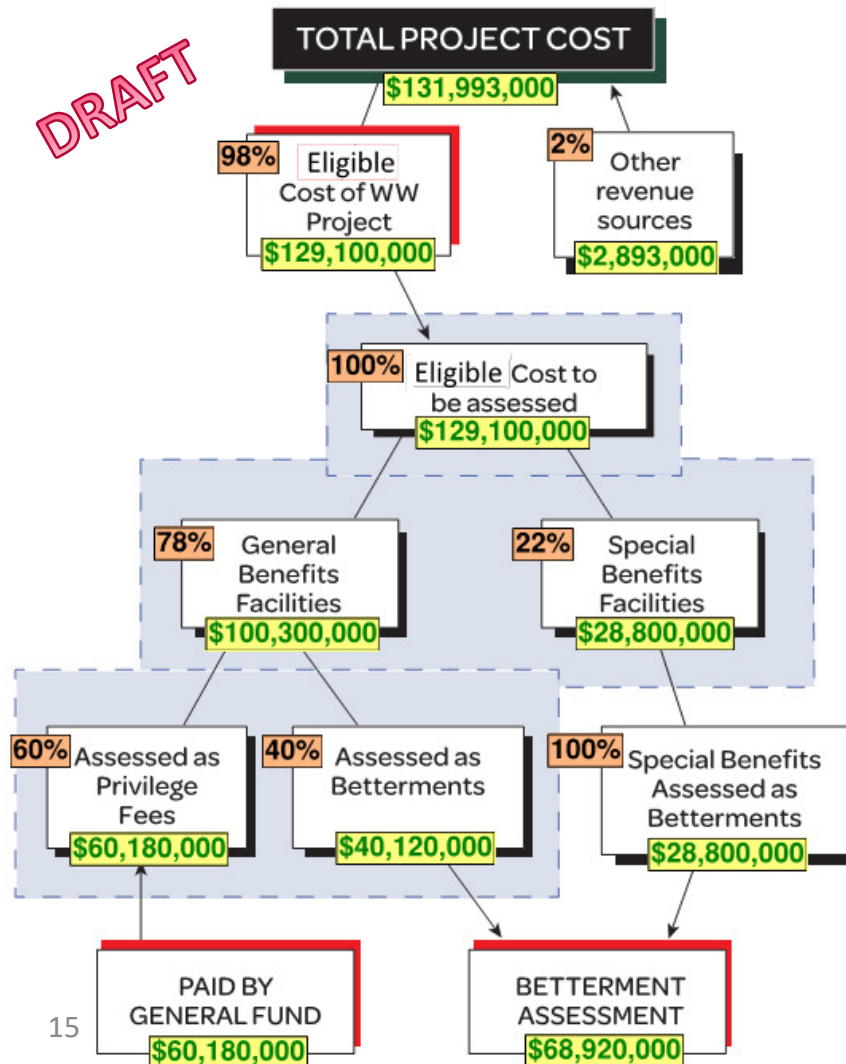 DRAFT
TOTAL PROJECT COST
$131,993,000
98%
Eligible
Cost of WW
Project
$129,100,000
2%
Other
revenue
sources
$2,893,000
100%
Eligible Cost to
be assessed
$129,100,000
78%
General
Benefits
Facilities
$100,300,000
22%
Special
Benefits
Facilities
$28,800,000
60%
Assessed as
Privilege
Fees
$60,180,000
40%
Assessed as
Betterments
$40,120,000
100%
Special Benefits
Assessed as
Betterments
$28,800,000
PAID BY
GENERAL FUND
$60,180,000
BETTERMENT
ASSESSMENT
$68,920,000
15